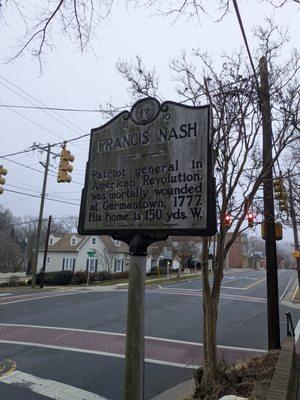 FRANCIS NASH
Patriot general in
American Revolution,
was mortally wounded
at Germantown, 1777.
His home is 150 yds. W.